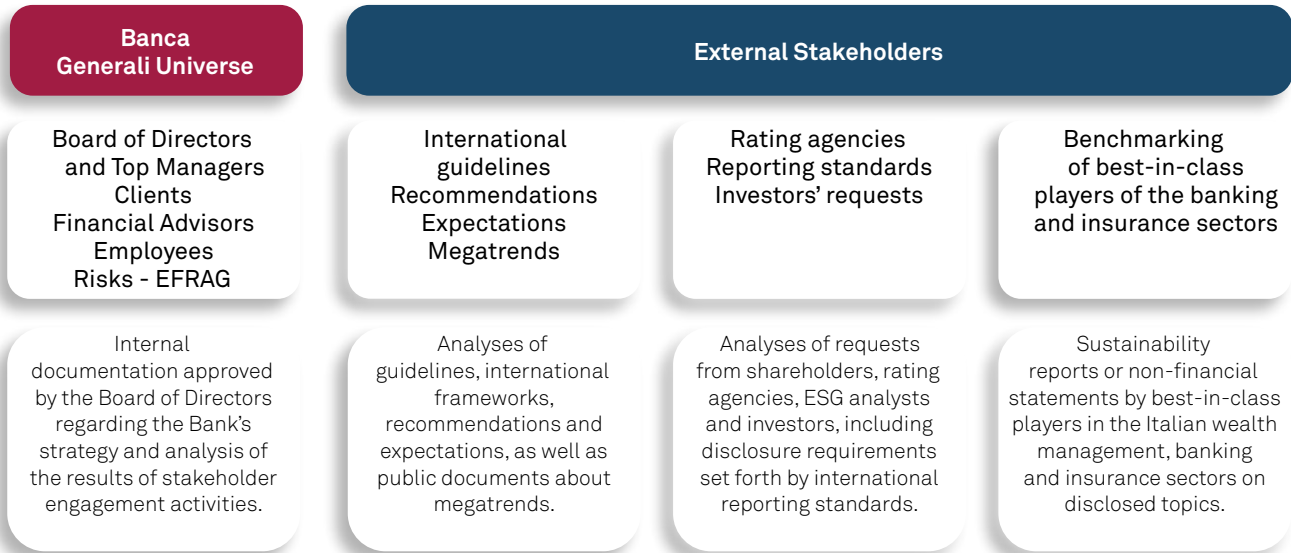 Banca
Generali Universe
External Stakeholders
Board of Directors
and Top Managers
Clients
Financial Advisors
Employees
Risks - EFRAG
International
guidelines
Recommendations
Expectations
Megatrends
Rating agencies
Reporting standards
Investors’ requests
Benchmarking
of best-in-class
players of the banking
and insurance sectors
Internal
documentation approved
by the Board of Directors
regarding the Bank’s
strategy and analysis of
the results of stakeholder
engagement activities.
Analyses of
guidelines, international
frameworks,
recommendations and
expectations, as well as
public documents about
megatrends.
Analyses of requests
from shareholders, rating
agencies, ESG analysts
and investors, including
disclosure requirements
set forth by international
reporting standards.
Sustainability
reports or non-financial
statements by best-in-class
players in the Italian wealth
management, banking
and insurance sectors on
disclosed topics.